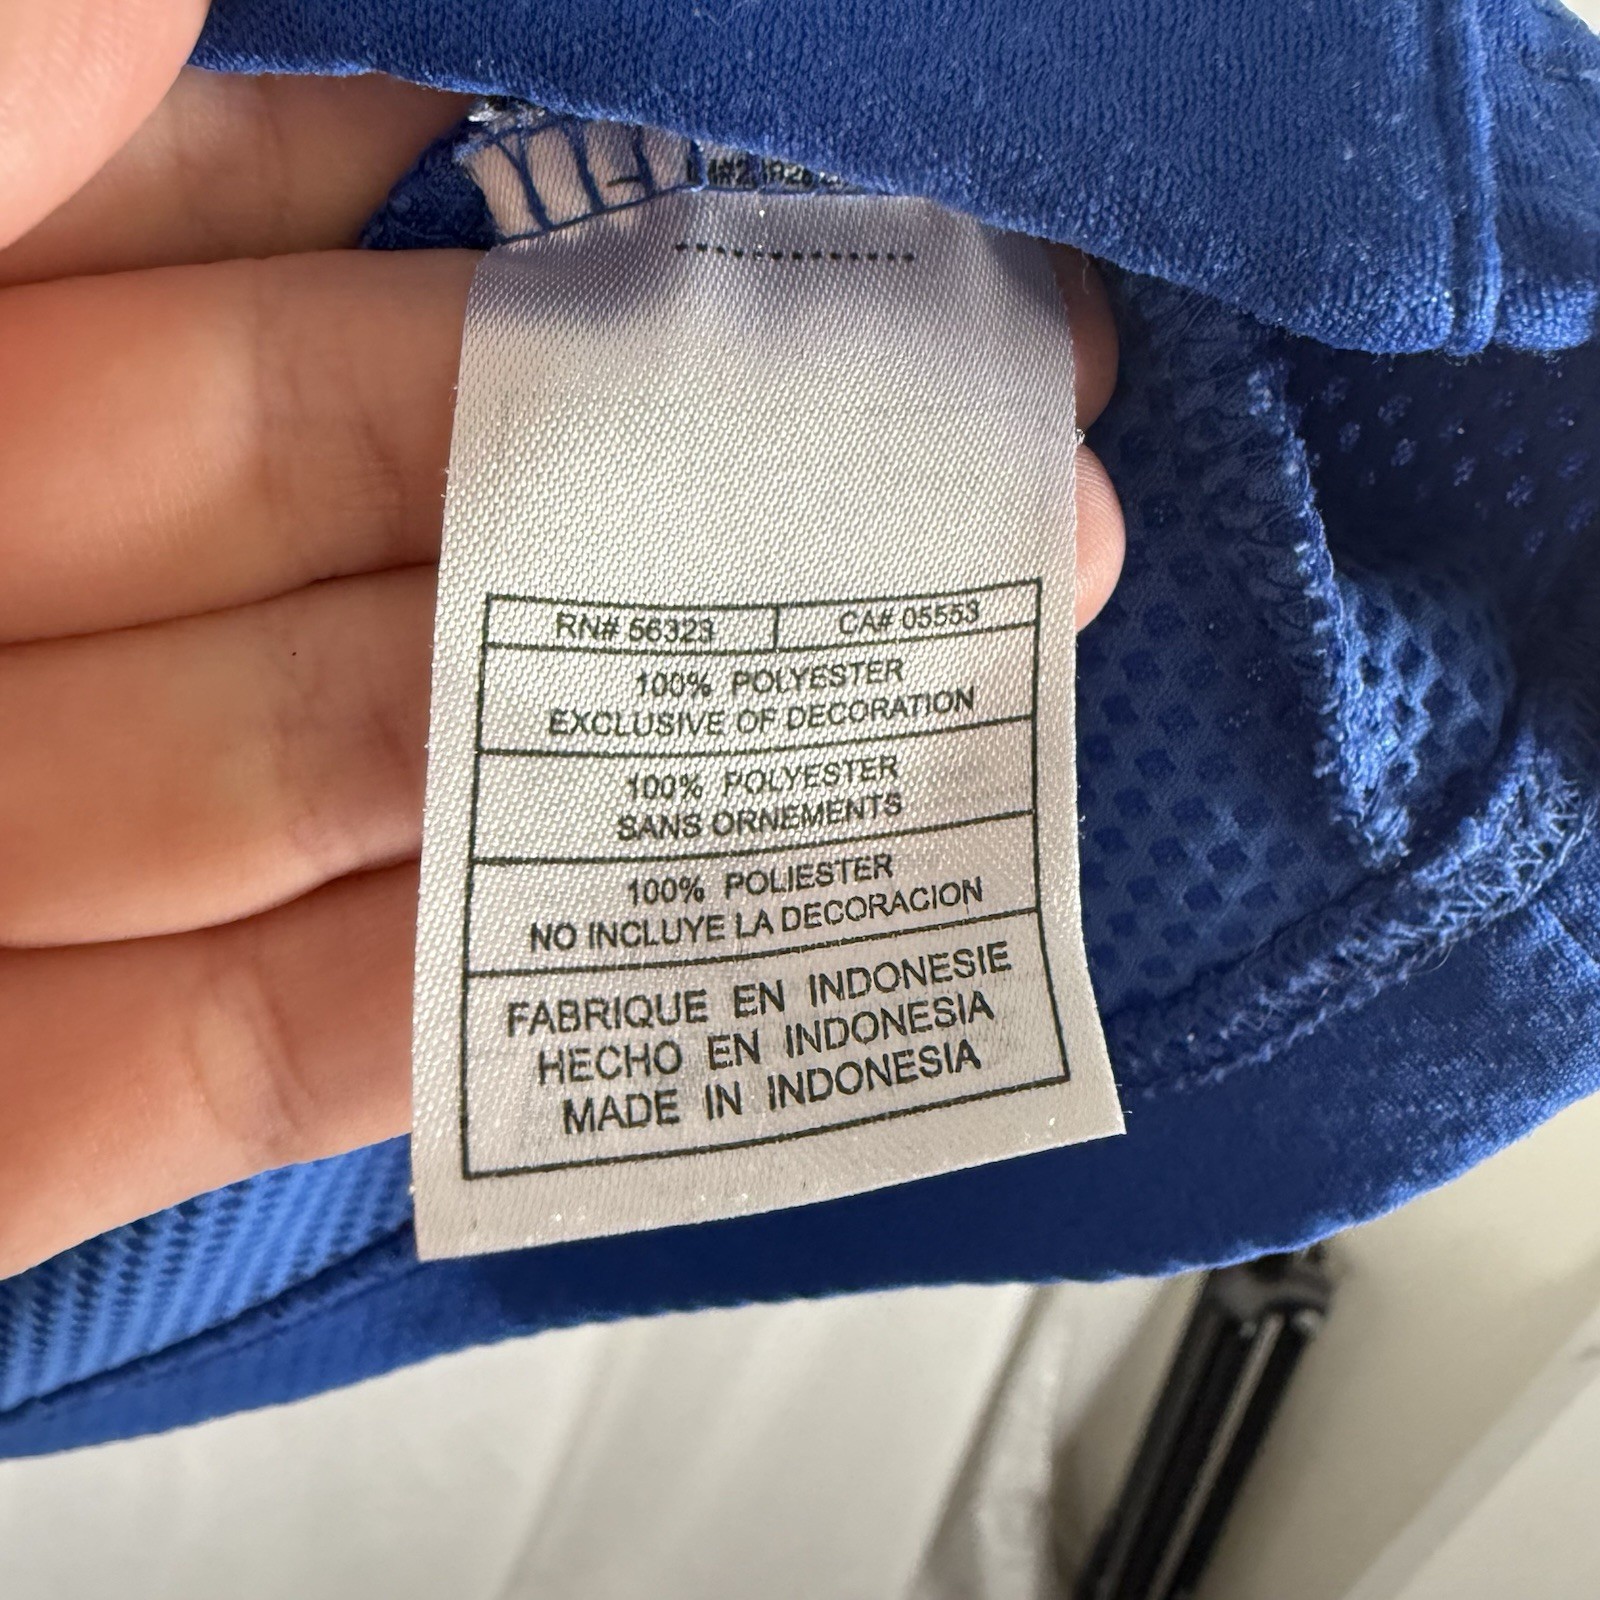 RN# 56323 CA# 05553
100% POLYESTER
EXCLUSIVE OF DECORATION
100% POLYESTER
SANS ORNEMENTS
100% POLIESTER
NO INCLUYE LA DECORACION
FABRIQUE EN INDONESIE
HECHO EN INDONESIA
MADE IN INDONESIA